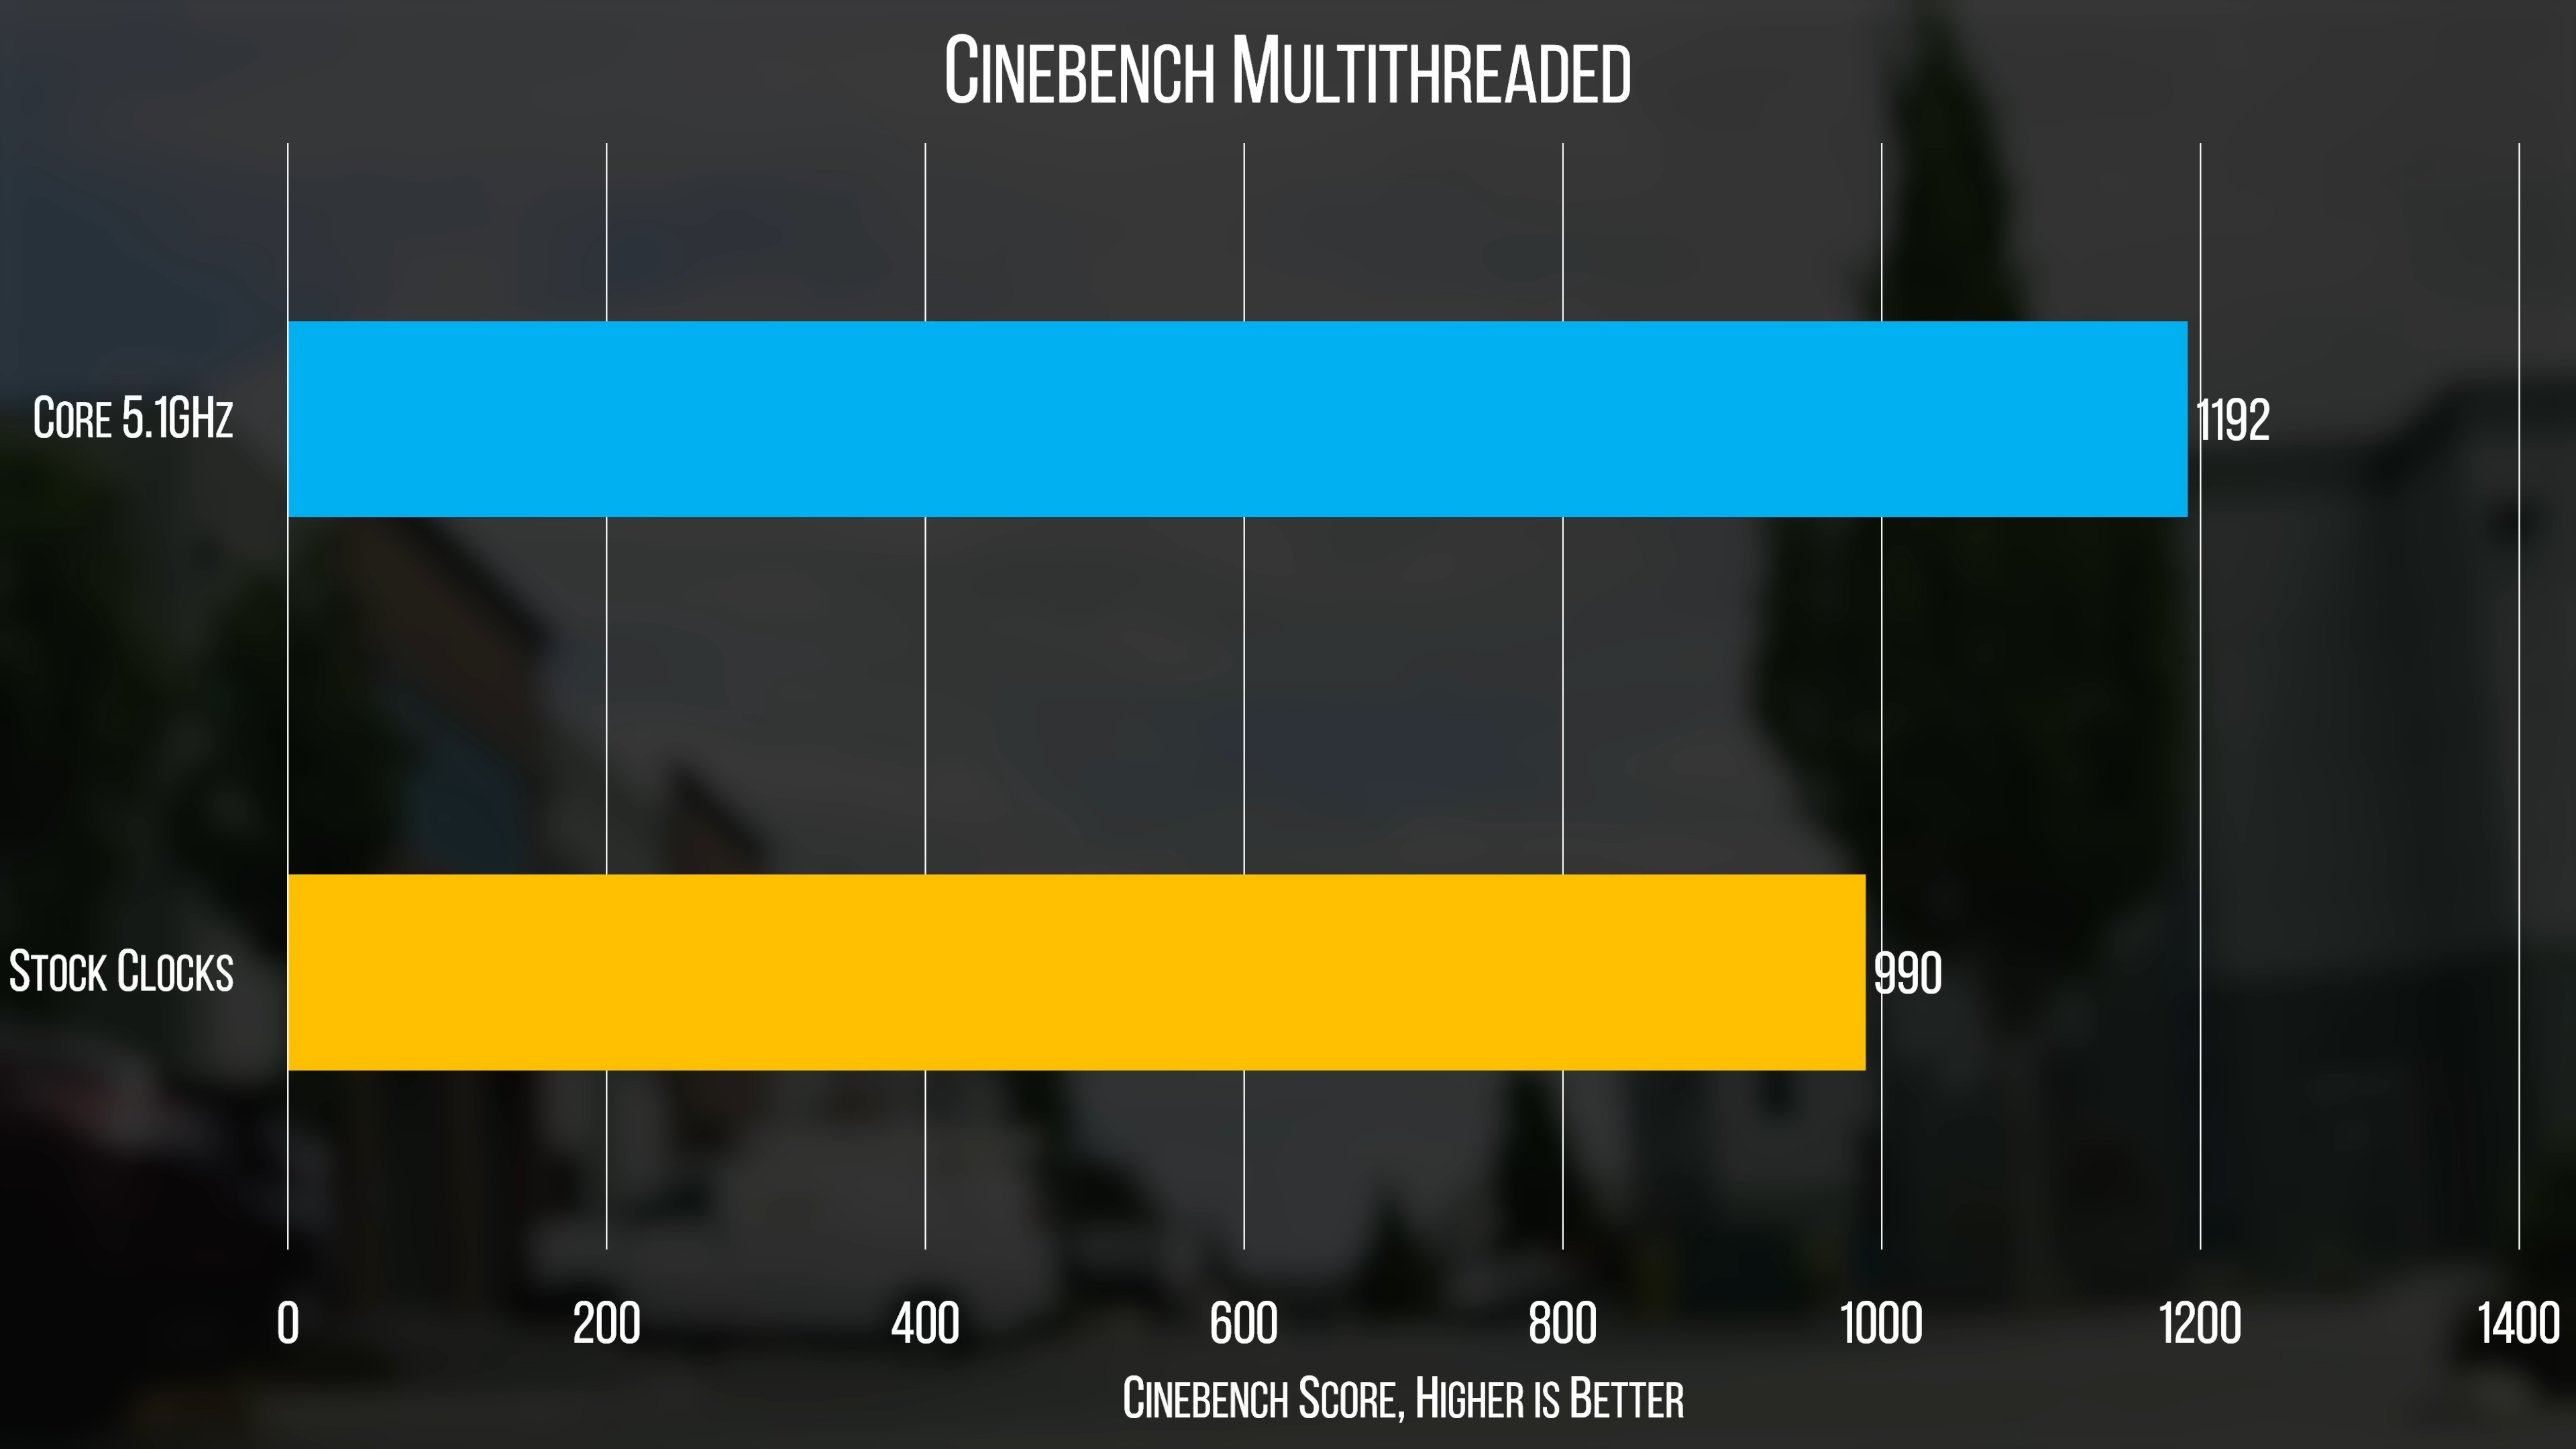 Cinebench Multithreaded
Core 5.1GHz
1192
Stock Clocks
990
0 200 400 600 800 1000 1200 1400
Cinebench Score, Higher is Better